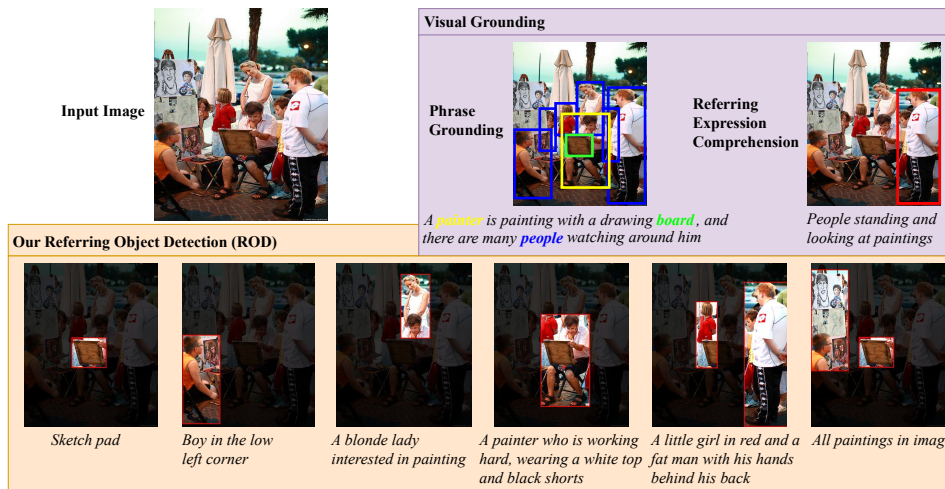 Input Image
Visual Grounding
Phrase
Grounding
Referring
Expression
Comprehension
A painter is painting with a drawing board, and
there are many people watching around him
People standing and
looking at paintings
Our Referring Object Detection (ROD)
Sketch pad
Boy in the low
left corner
A blonde lady
interested in painting
A painter who is working
hard, wearing a white top
and black shorts
A little girl in red and a
fat man with his hands
behind his back
All paintings in imag